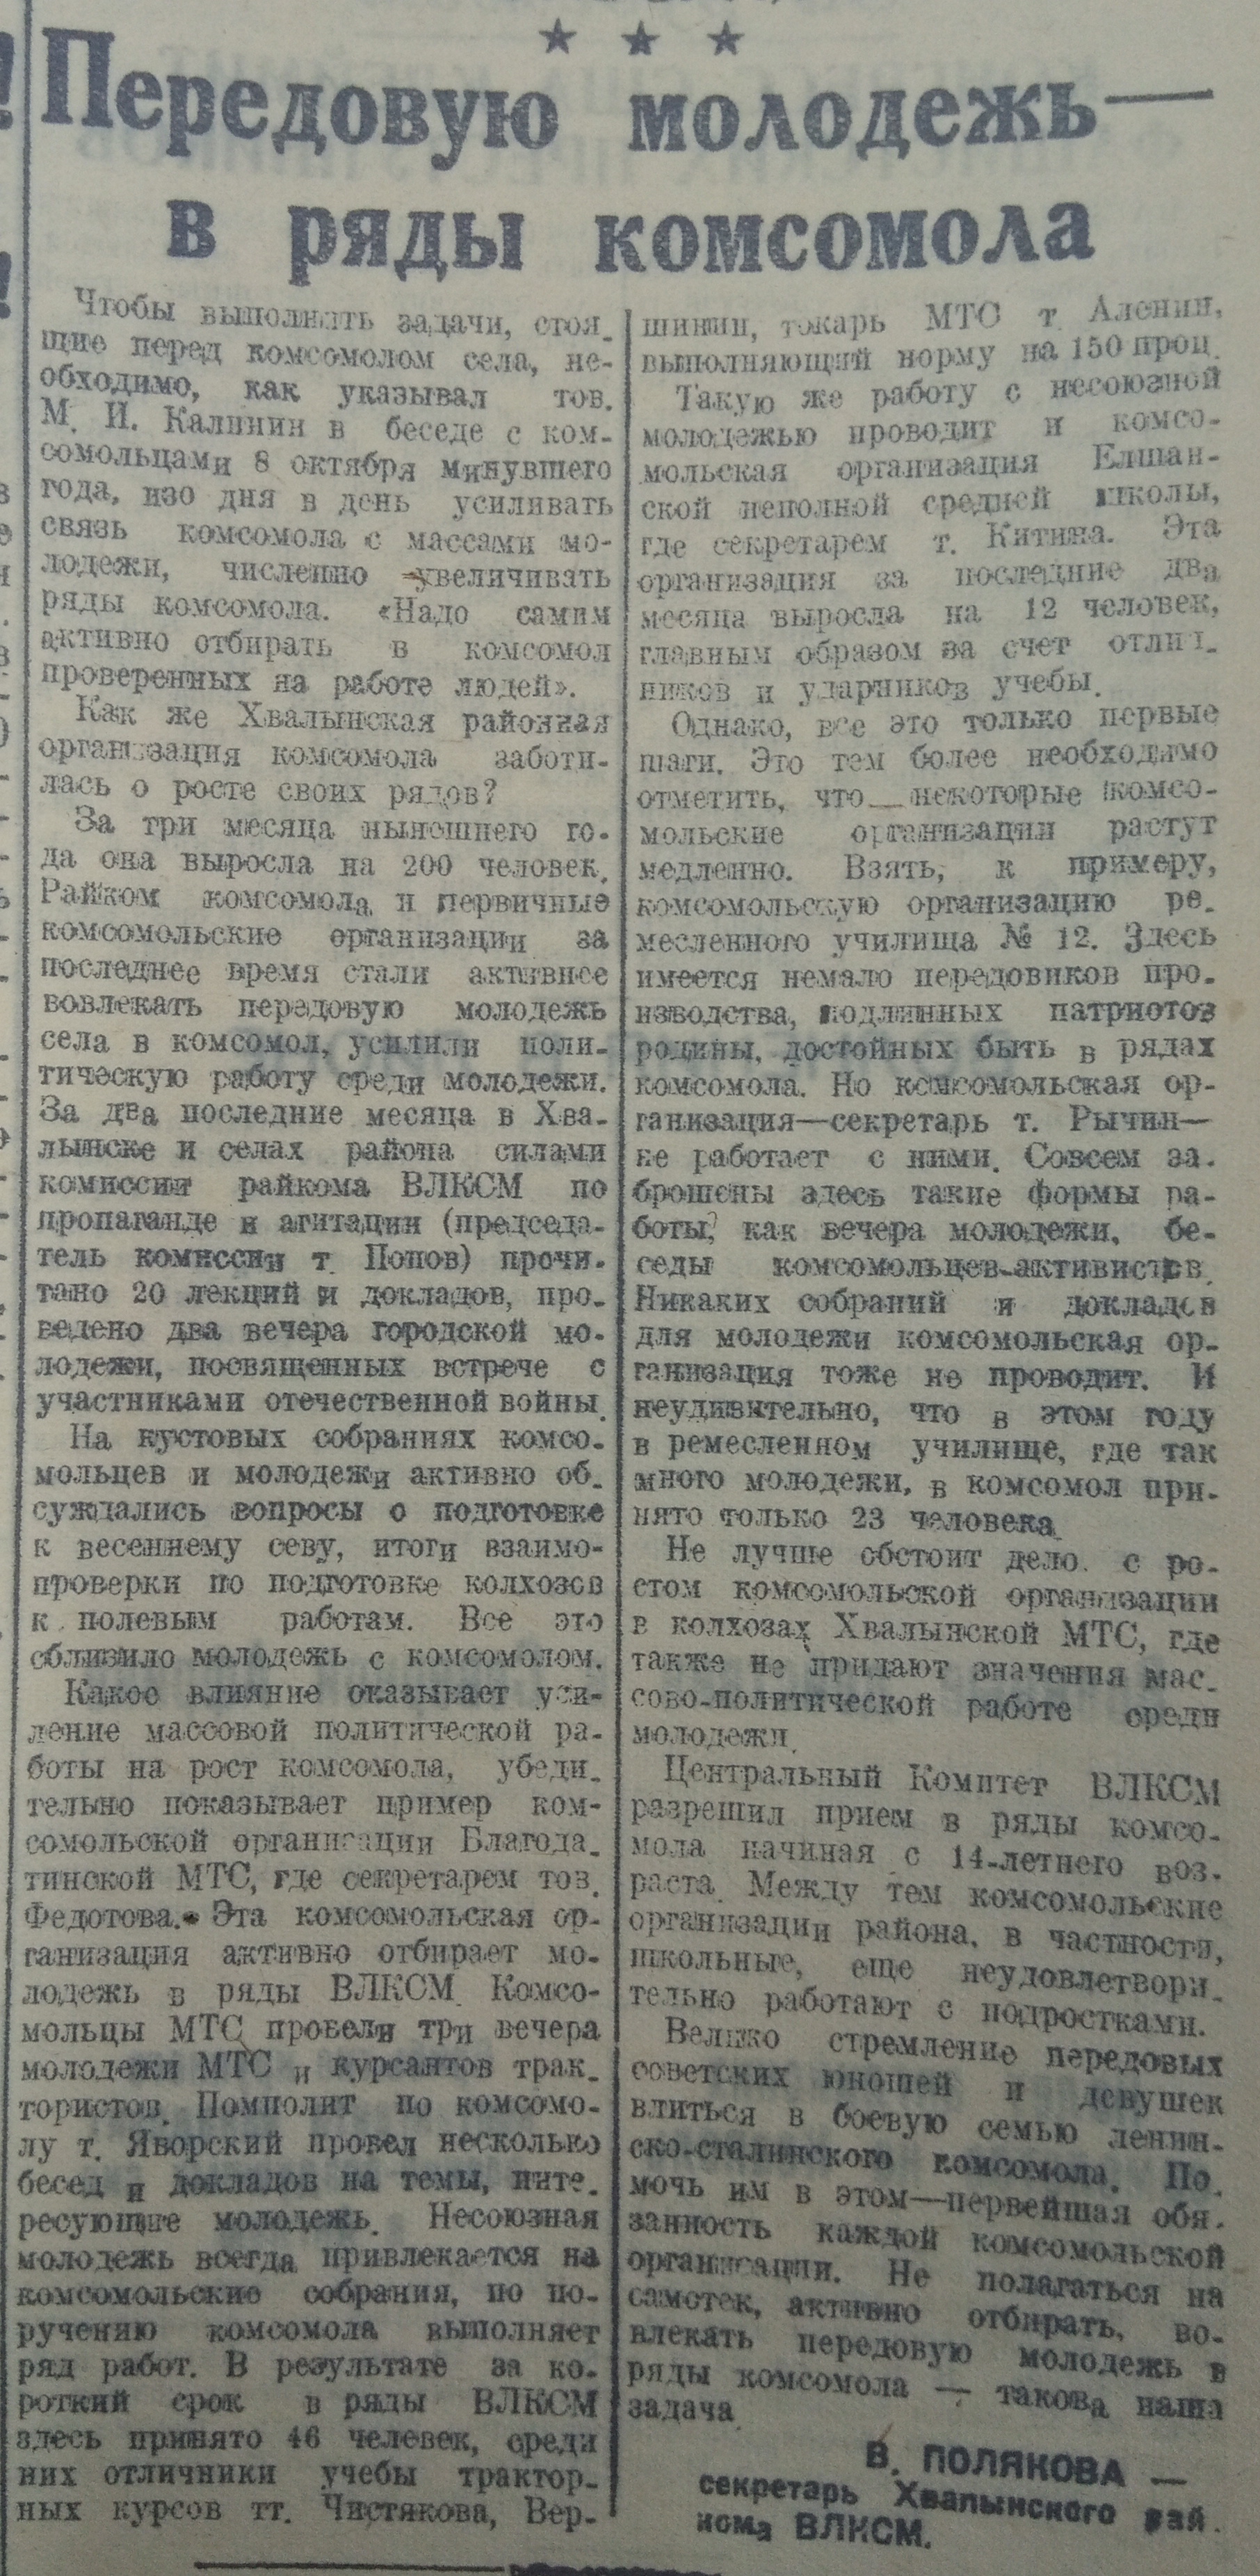 Передовую молодежь—
в ряды комсомола
Чтобы выполнять задачи, стоя-
щие перед комсомолом села, не-
обходимо, как указывал тов.
М. И. Калинин в беседе с ком-
сомольцами 8 октября минувшего
года, изо дня в день усиливать
связь комсомола с массами мо-
лодежи, численно увеличивать
ряды комсомола. «Надо самим
активно отбирать в комсомол
проверенных на работе людей».
Как же Хвалынская районная
организация комсомола заботи-
лась о росте своих рядов?
За три месяца нынешнего го-
да она выросла на 200 человек.
Райком комсомола и первичные
комсомольские организации за
последнее время стали активнее
вовлекать передовую молодежь
села в комсомол, усилили поли-
тическую работу среди молодежи.
За два последние месяца в Хва-
лынске и селах района силами
комиссии райкома ВЛКСМ по
пропаганде и агитации (председа-
тель комиссии т. Попов) прочи-
тано 20 лекций и докладов, про-
ведено два вечера городской мо-
лодежи, посвященных встрече с
участниками отечественной войны.
На кустовых собраниях комсо-
мольцев и молодежи активно об-
суждались вопросы о подготовке
к весеннему севу, итоги взаимо-
проверки по подготовке колхозов
к полевым работам. Все это
сблизило молодежь с комсомолом.
Какое влияние оказывает уси-
ление массовой политической ра-
боты на рост комсомола, убеди-
тельно показывает пример ком-
сомольской организации Благода-
тинской МТС, где секретарем тов.
Федотова. Эта комсомольская ор-
ганизация активно отбирает мо-
лодежь в ряды ВЛКСМ. Комсо-
мольцы МТС провели три вечера
молодежи МТС и курсантов трак-
тористов. Помполит по комсомо-
лу т. Яворский провел несколько
бесед и докладов на темы, инте-
ресующие молодежь. Несоюзная
молодежь всегда привлекается на
комсомольские собрания, по по-
ручению комсомола выполняет
ряд работ. В результате за ко-
роткий срок в ряды ВЛКСМ
здесь принято 46 человек, среди
них отличники учебы трактор-
ных курсов тт. Чистякова, Вер-
шинин, токарь МТС т. Аленин,
выполняющий норму на 150 проц.
Такую же работу с несоюзной
молодежью проводит и комсо-
мольская организация Елшан-
ской неполной средней школы,
где секретарем т. Китина. Эта
организация за последние два
месяца выросла на 12 человек,
главным образом за счет отлич-
ников и ударников учебы.
Однако, все это только первые
шаги. Это тем более необходимо
отметить, что некоторые комсо-
мольские организации растут
медленно. Взять, к примеру,
комсомольскую организацию ре-
месленного училища № 12. Здесь
имеется немало передовиков про-
изводства, подлинных патриотов
родины, достойных быть в рядах
комсомола. Но комсомольская ор-
ганизация—секретарь т. Рычин—
не работает с ними. Совсем за-
брошены здесь такие формы ра-
боты, как вечера молодежи, бе-
седы комсомольцев-активистов.
Никаких собраний и докладов
для молодежи комсомольская ор-
ганизация тоже не проводит. И
неудивительно, что в этом году
в ремесленном училище, где так
много молодежи, в комсомол при-
нято только 23 человека.
Не лучше обстоит дело с ро-
стом комсомольской организации
в колхозах Хвалынской МТС, где
также не придают значения мас-
сово-политической работе среди
молодежи.
Центральный Комитет ВЛКСМ
разрешил прием в ряды комсо-
мола начиная с 14-летнего воз-
раста. Между тем комсомольские
организации района, в частности,
школьные, еще неудовлетвори-
тельно работают с подростками.
Велико стремление передовых
советских юношей и девушек
влиться в боевую семью ленин-
ско-сталинского комсомола. По-
мочь им в этом—первейшая обя-
занность каждой комсомольской
организации. Не полагаться на
самотек, активно отбирать, во-
влекать передовую молодежь в
ряды комсомола — такова наша
задача.
В. ПОЛЯКОВА —
секретарь Хвалынского рай-
кома ВЛКСМ.